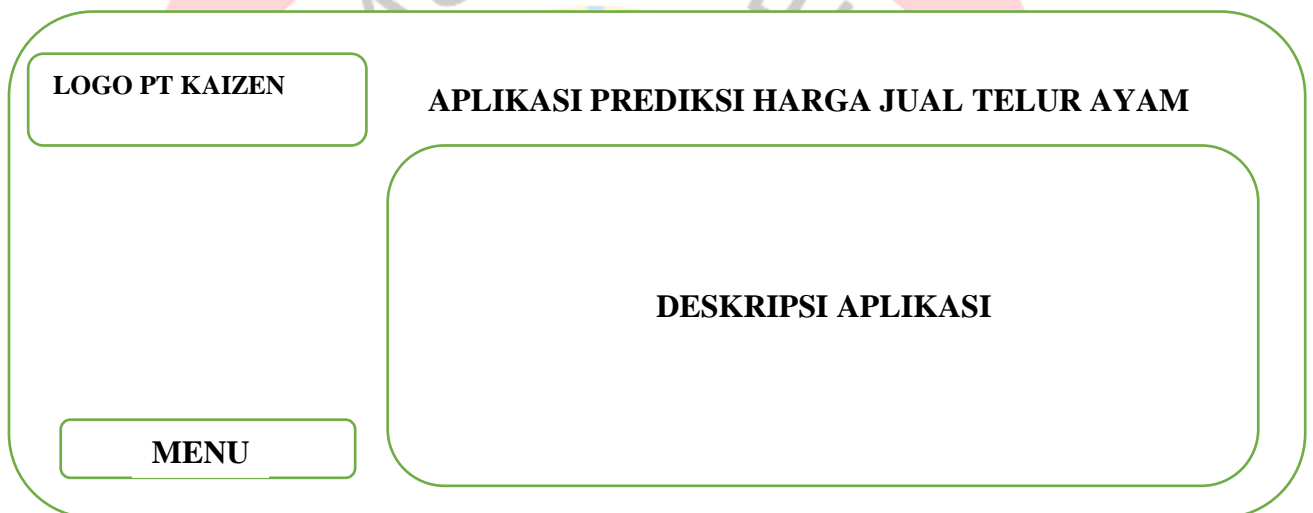 LOGO PT KAIZEN
APLIKASI PREDIKSI HARGA JUAL TELUR AYAM
DESKRIPSI APLIKASI
MENU